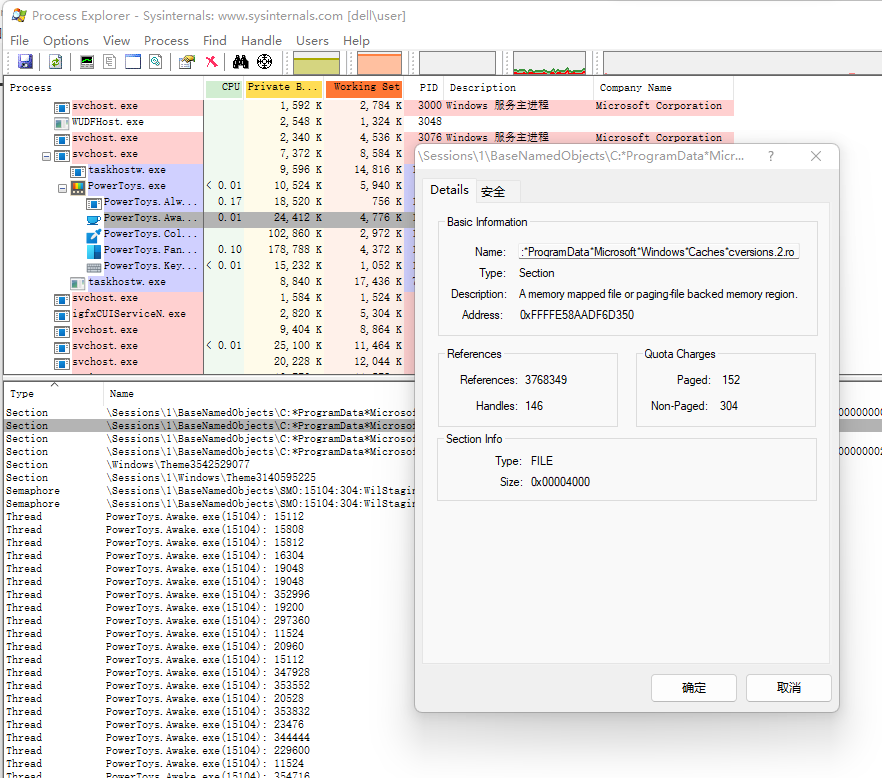 Process Explorer - Sysinternals: www.sysinternals.com [dell\user]
File Options View Process Find Handle Users Help
Process CPU Private B... Working Set PID Description Company Name
svchost.exe 1,592 K 2,784 K 3000 Windows 服务主进程 Microsoft Corporation
WUDFHost.exe 2,548 K 1,324 K 3048
svchost.exe 2,340 K 4,536 K 3076 Windows 服务主进程 Microsoft Corporation
svchost.exe 7,372 K 8,584 K
taskhostw.exe 9,596 K 14,816 K
PowerToys.exe < 0.01 10,524 K 5,940 K
PowerToys.Alw... 0.17 18,520 K 756 K
PowerToys.Awa... 0.01 24,412 K 4,776 K
PowerToys.Col... 102,860 K 2,972 K
PowerToys.Fan... 0.10 178,788 K 4,372 K
PowerToys.Key... < 0.01 15,232 K 1,052 K
taskhostw.exe 8,840 K 17,436 K
svchost.exe 1,584 K 1,524 K
igfxCUIServiceN.exe 2,820 K 5,304 K
svchost.exe 9,404 K 8,864 K
svchost.exe < 0.01 25,100 K 11,464 K
svchost.exe 20,228 K 12,044 K
Type Name
Section \Sessions\1\BaseNamedObjects\C:*ProgramData*Microsof
Section \Sessions\1\BaseNamedObjects\C:*ProgramData*Microsof
Section \Sessions\1\BaseNamedObjects\C:*ProgramData*Microsof
Section \Sessions\1\BaseNamedObjects\C:*ProgramData*Microsof
Section \Windows\Theme3542529077
Section \Sessions\1\Windows\Theme3140595225
Semaphore \Sessions\1\BaseNamedObjects\SM0:15104:304:WilStagin
Semaphore \Sessions\1\BaseNamedObjects\SM0:15104:304:WilStagin
Thread PowerToys.Awake.exe(15104): 15112
Thread PowerToys.Awake.exe(15104): 15808
Thread PowerToys.Awake.exe(15104): 15812
Thread PowerToys.Awake.exe(15104): 16304
Thread PowerToys.Awake.exe(15104): 19048
Thread PowerToys.Awake.exe(15104): 19048
Thread PowerToys.Awake.exe(15104): 352996
Thread PowerToys.Awake.exe(15104): 19200
Thread PowerToys.Awake.exe(15104): 297360
Thread PowerToys.Awake.exe(15104): 11524
Thread PowerToys.Awake.exe(15104): 20960
Thread PowerToys.Awake.exe(15104): 15112
Thread PowerToys.Awake.exe(15104): 347928
Thread PowerToys.Awake.exe(15104): 353552
Thread PowerToys.Awake.exe(15104): 20528
Thread PowerToys.Awake.exe(15104): 353832
Thread PowerToys.Awake.exe(15104): 23476
Thread PowerToys.Awake.exe(15104): 344444
Thread PowerToys.Awake.exe(15104): 229600
Thread PowerToys.Awake.exe(15104): 11524
Thread PowerToys.Awake.exe(15104): 354716
\Sessions\1\BaseNamedObjects\C:*ProgramData*Micr...
Details 安全
Basic Information
Name: :*ProgramData*Microsoft*Windows*Caches*cversions.2.ro
Type: Section
Description: A memory mapped file or paging-file backed memory region.
Address: 0xFFFFE58AADF6D350
References
References: 3768349
Handles: 146
Quota Charges
Paged: 152
Non-Paged: 304
Section Info
Type: FILE
Size: 0x00004000
确定 取消